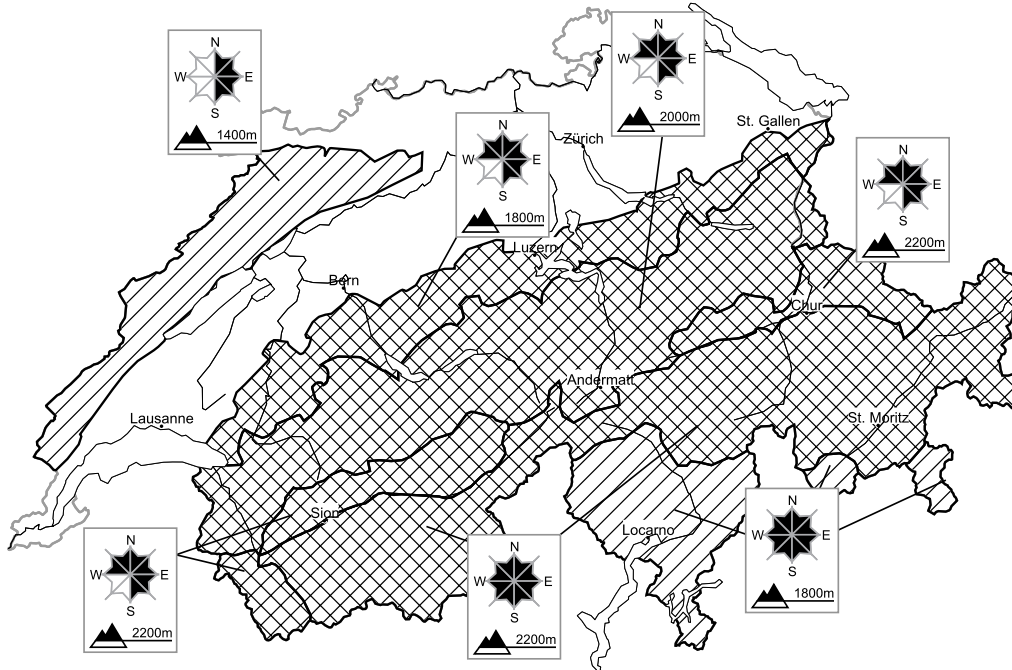 N
W E
S
1400m
N
W E
S
2000m
St. Gallen
N
W E
S
1800m
Zürich
N
W E
S
2200m
Luzern
Bern
Chur
Andermatt
Lausanne
St. Moritz
Sion
Locarno
N
W E
S
1800m
N
W E
S
2200m
N
W E
S
2200m